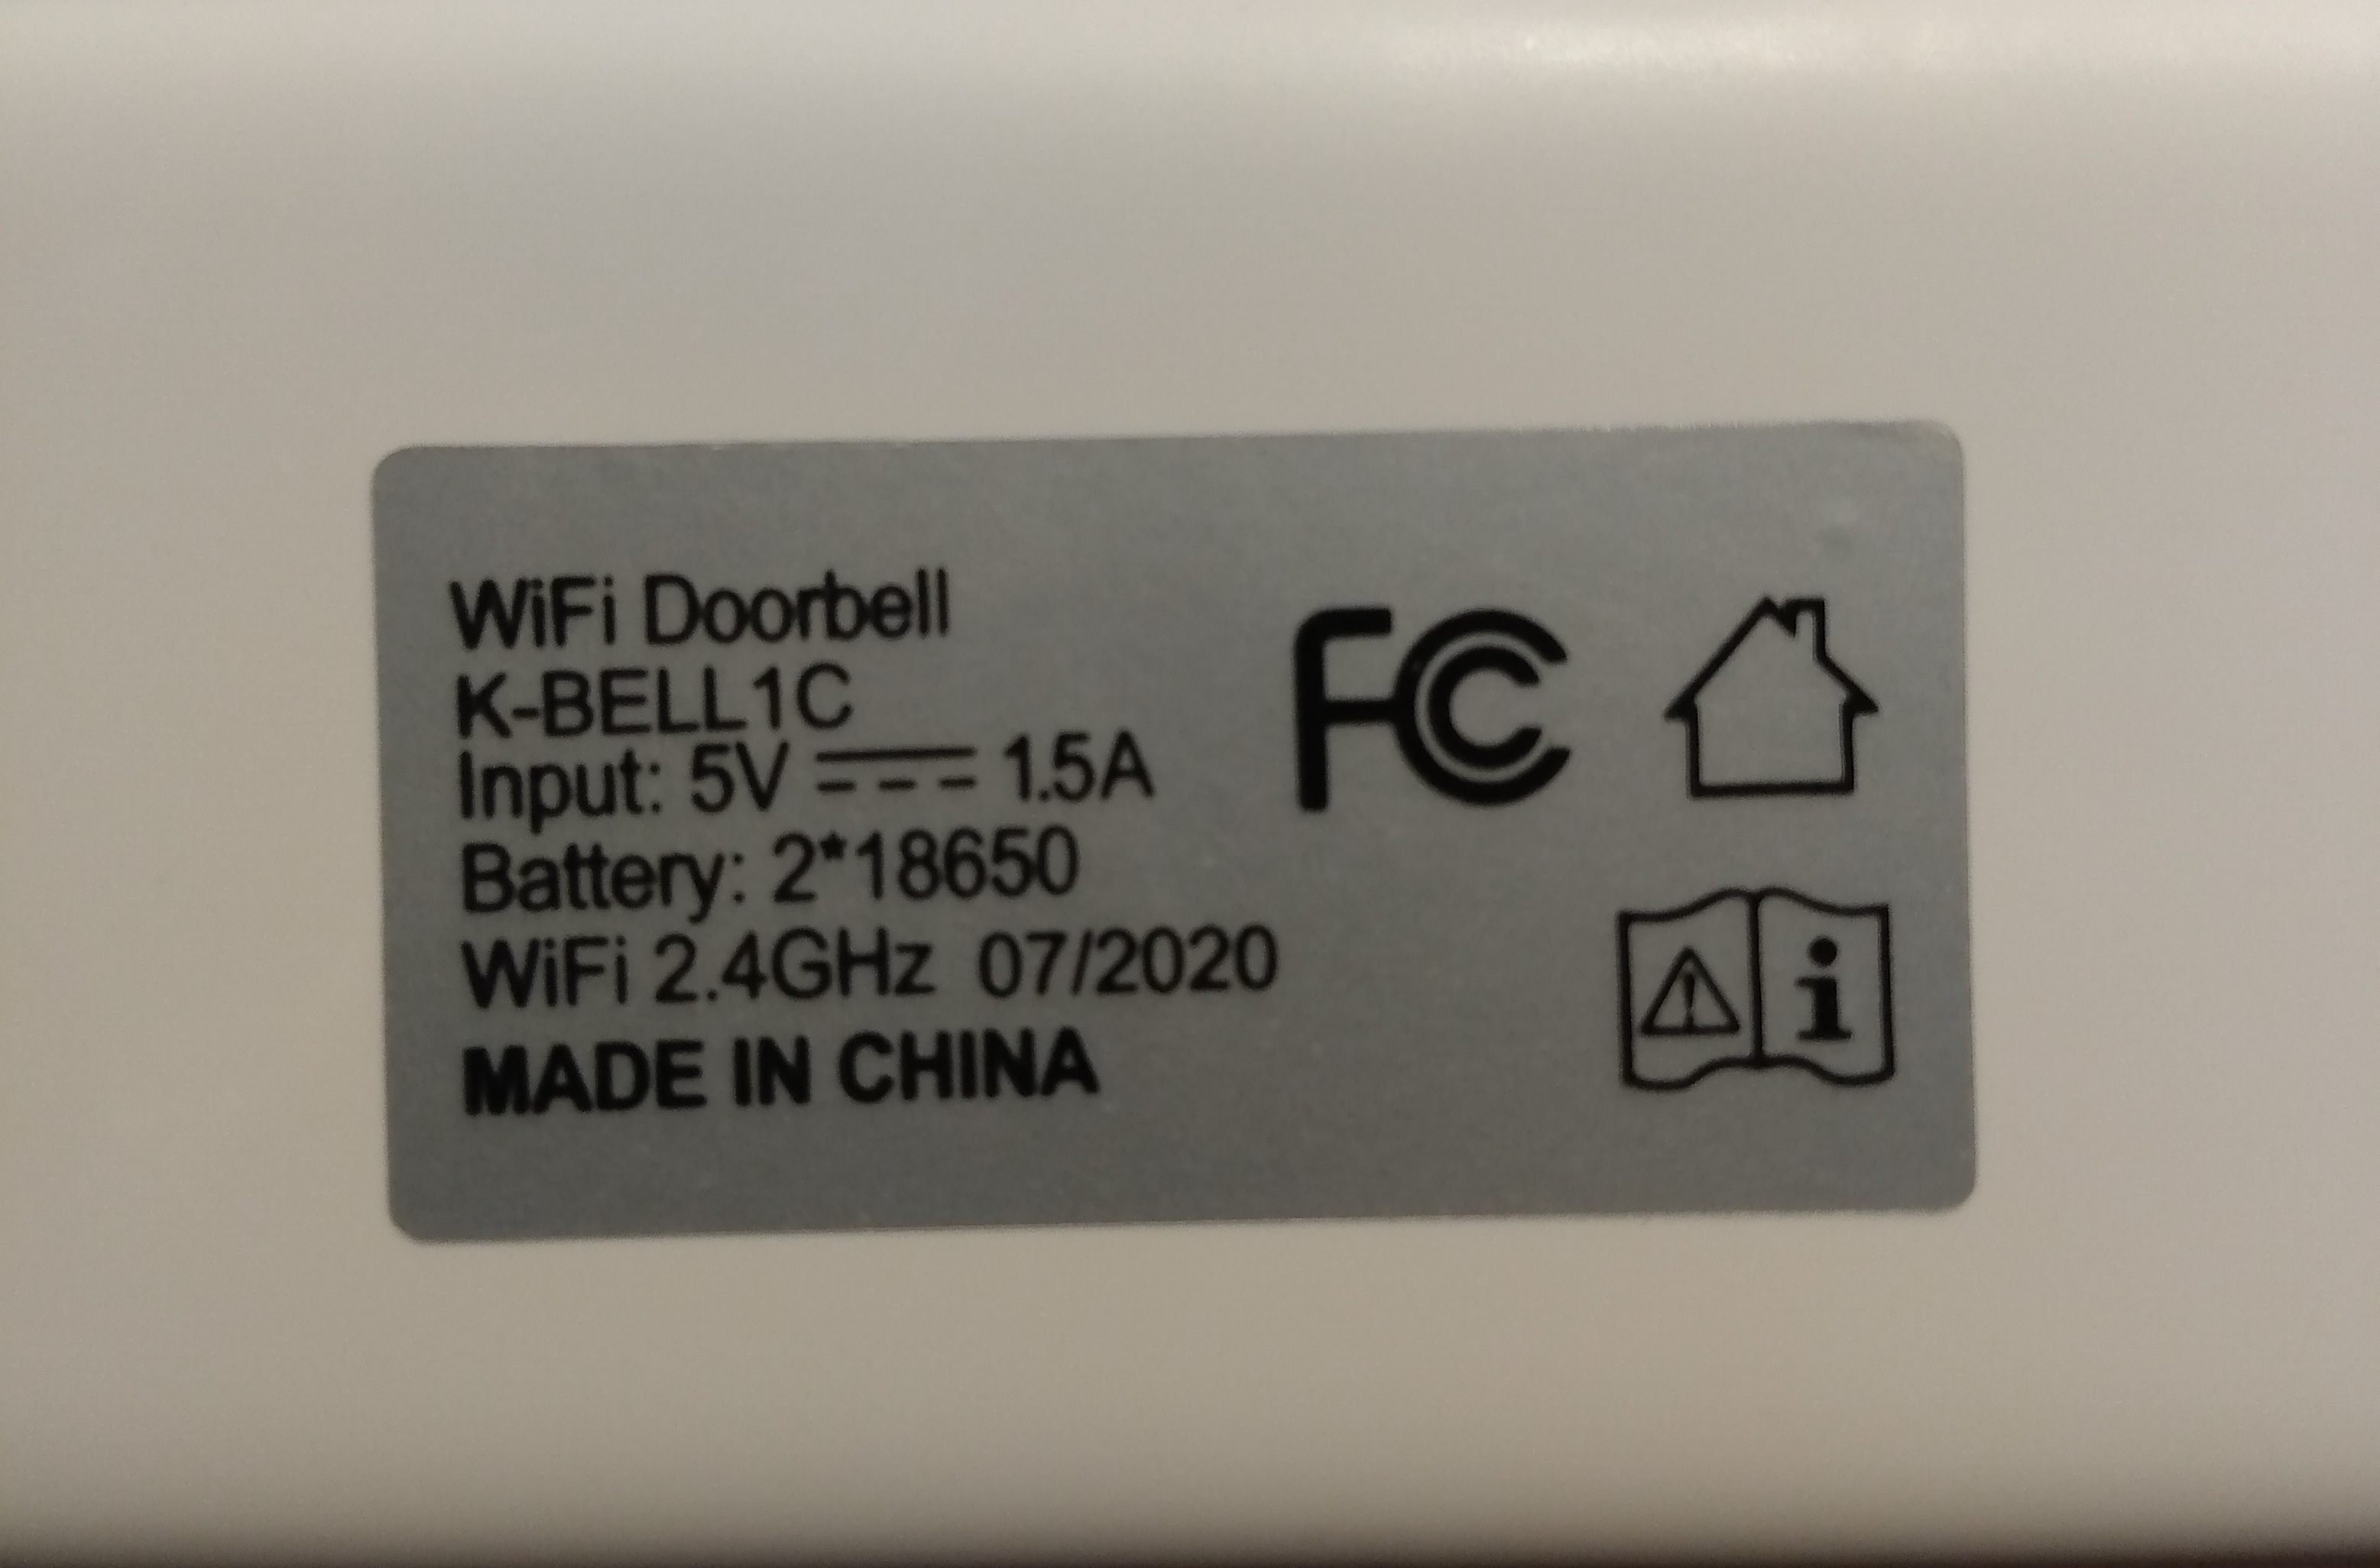 WiFi Doorbell
K-BELL1C
Input: 5V ⎓ 1.5A
Battery: 2*18650
WiFi 2.4GHz 07/2020
MADE IN CHINA
FC
i